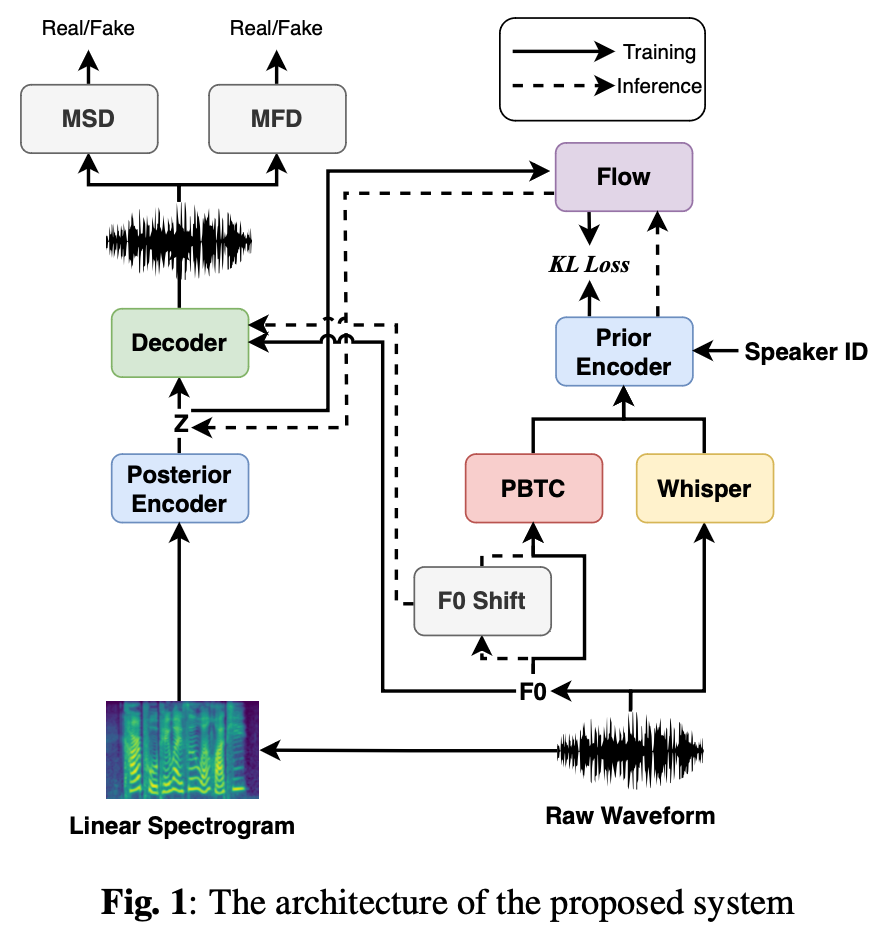 Real/Fake
Real/Fake
MSD
MFD
Training
Inference
Flow
KL Loss
Decoder
Prior
Encoder
Speaker ID
Z
Posterior
Encoder
PBTC
Whisper
F0 Shift
F0
Linear Spectrogram
Raw Waveform
Fig. 1: The architecture of the proposed system